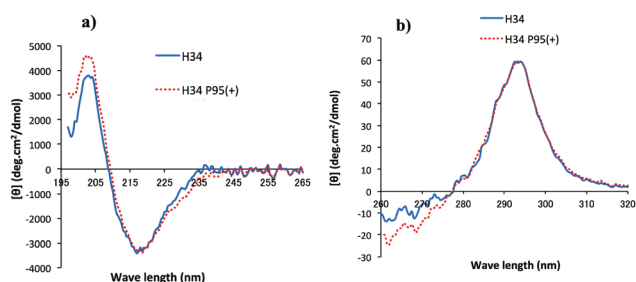 a)
H34
H34 P95(+)
[θ] (deg.cm2/dmol)
5000
4000
3000
2000
1000
0
-1000
-2000
-3000
-4000
195 205 215 225 235 245 255 265
Wave length (nm)
b)
H34
H34 P95(+)
[θ] (deg.cm2/dmol)
70
60
50
40
30
20
10
0
-10
-20
-30
260 270 280 290 300 310 320
Wave length (nm)